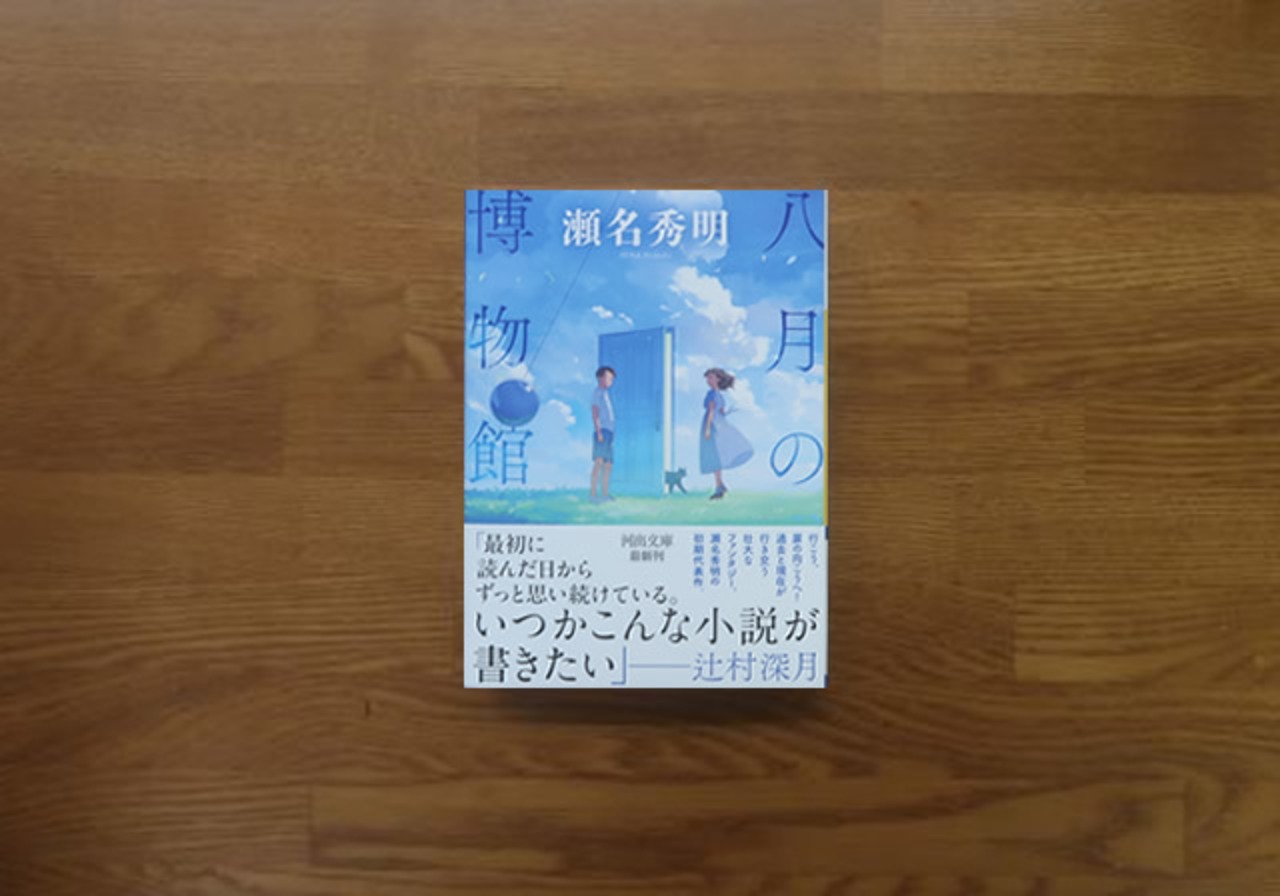 八月の
博物館
瀬名秀明
「最初に
読んだ日から
ずっと思い続けている。
いつかこんな小説が
書きたい」──辻村深月
河出文庫
最新刊
行こう、
扉の向こうへ!
過去と現在が
行き交う
壮大な
ファンタジー、
瀬名秀明の
初期代表作。